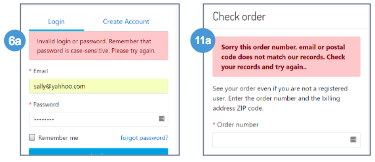 6a
Login
Create Account
Invalid login or password. Remember that
password is case-sensitive. Please try again.
* Email
sally@yahhoo.com
* Password
--------
Remember me
forgot password?
11a
Check order
Sorry this order number. email or postal
code does not match our records. Check
your records and try again..
See your order even if you are not a registered
user. Enter the order number and the billing
address ZIP code.
* Order number